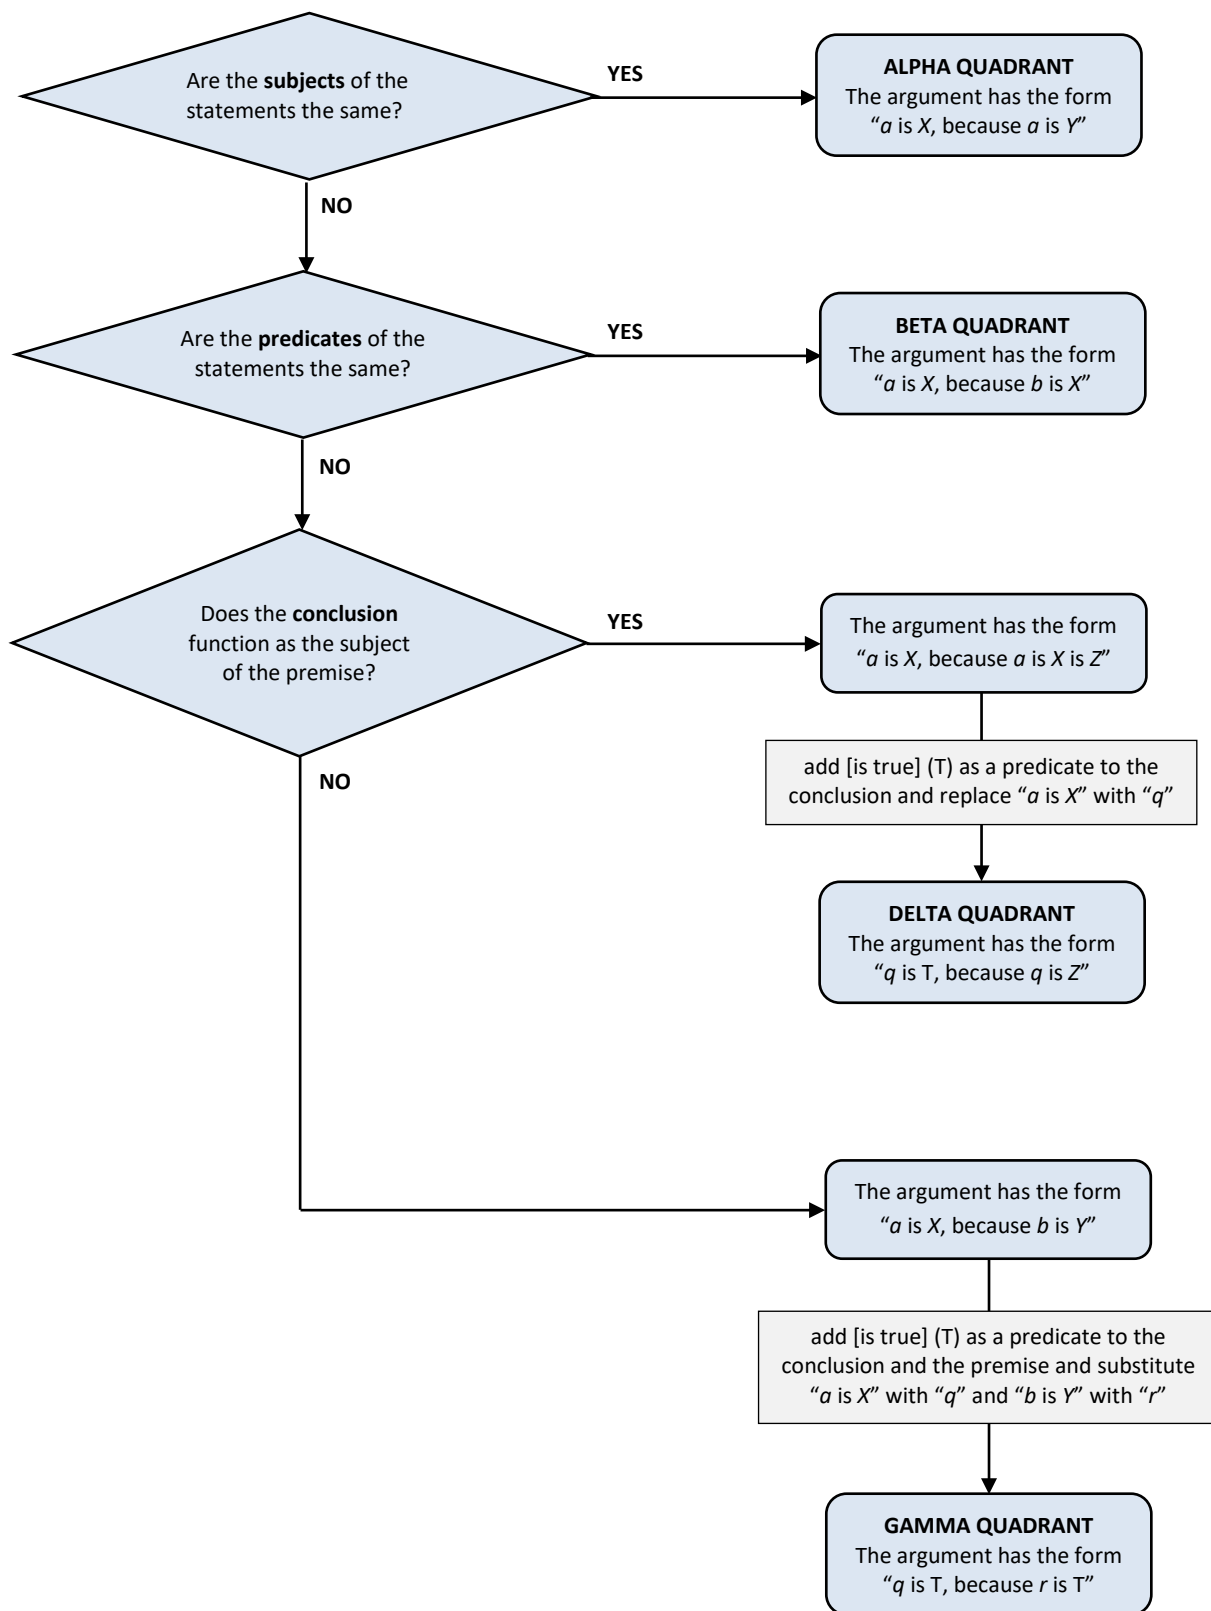 Are the subjects of the
statements the same?
YES
ALPHA QUADRANT
The argument has the form
“a is X, because a is Y”
NO
Are the predicates of the
statements the same?
YES
BETA QUADRANT
The argument has the form
“a is X, because b is X”
NO
Does the conclusion
function as the subject
of the premise?
YES
The argument has the form
“a is X, because a is X is Z”
add [is true] (T) as a predicate to the
conclusion and replace “a is X” with “q”
DELTA QUADRANT
The argument has the form
“q is T, because q is Z”
NO
The argument has the form
“a is X, because b is Y”
add [is true] (T) as a predicate to the
conclusion and the premise and substitute
“a is X” with “q” and “b is Y” with “r”
GAMMA QUADRANT
The argument has the form
“q is T, because r is T”